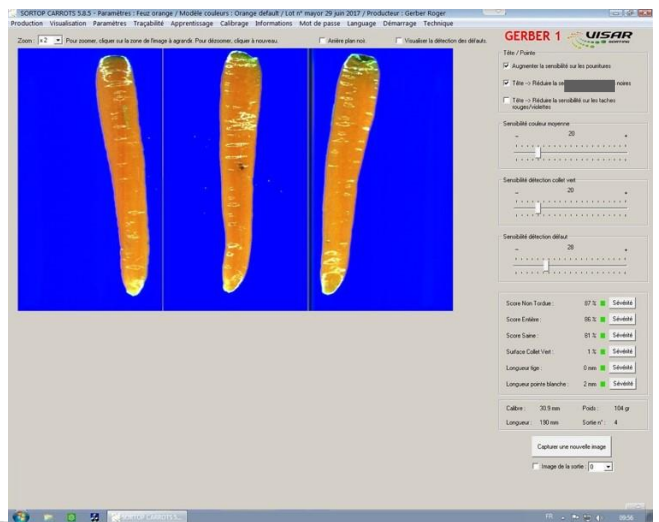 SORTOP CARROTS 5.8.5 - Paramètres : Feuz orange / Modèle couleurs : Orange default / Lot n° mayor 29 juin 2017 / Producteur : Gerber Roger
Production Visualisation Paramètres Traçabilité Apprentissage Calibrage Informations Mot de passe Language Démarrage Technique
Zoom : x2 Pour zoomer, cliquer sur la zone de l'image à agrandir. Pour dézoomer, cliquer à nouveau. Arrière plan noir. Visualiser la détection des défauts.
GERBER 1 VISAR
SORTING
Tête / Pointe
Augmenter la sensibilité sur les pourritures
Tête -> Réduire la se noires
Tête -> Réduire la sensibilité sur les taches
rouges/violettes
Sensibilité couleur moyenne
- 20 +
Sensibilité détection collet vert
- 20 +
Sensibilité détection défaut
- 28 +
Score Non Tordue : 87 % Sévérité
Score Entière : 86 % Sévérité
Score Saine : 81 % Sévérité
Surface Collet Vert : 1 % Sévérité
Longueur tige : 0 mm Sévérité
Longueur pointe blanche : 2 mm Sévérité
Calibre : 30.9 mm Poids : 104 gr
Longueur : 190 mm Sortie n° : 4
Capturer une nouvelle image
Image de la sortie : 0
SORTOP CARROTS 5.8...
FR 09:56